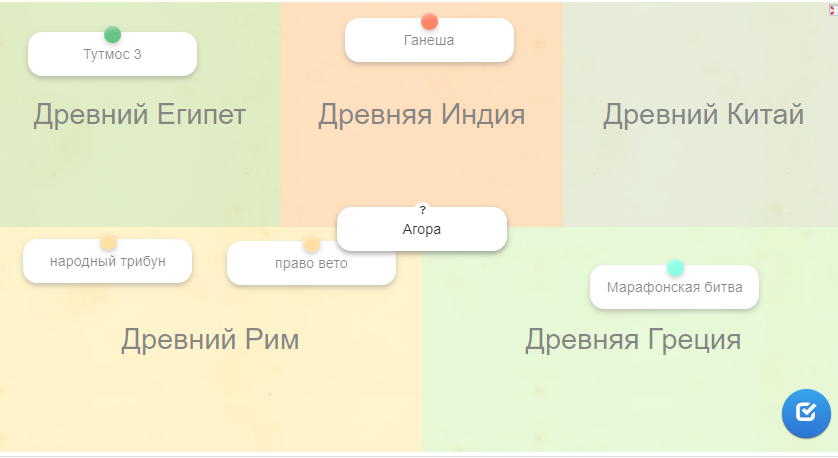 Тутмос 3
Ганеша
Древний Египет
Древняя Индия
Древний Китай
?
Агора
народный трибун
право вето
Марафонская битва
Древний Рим
Древняя Греция